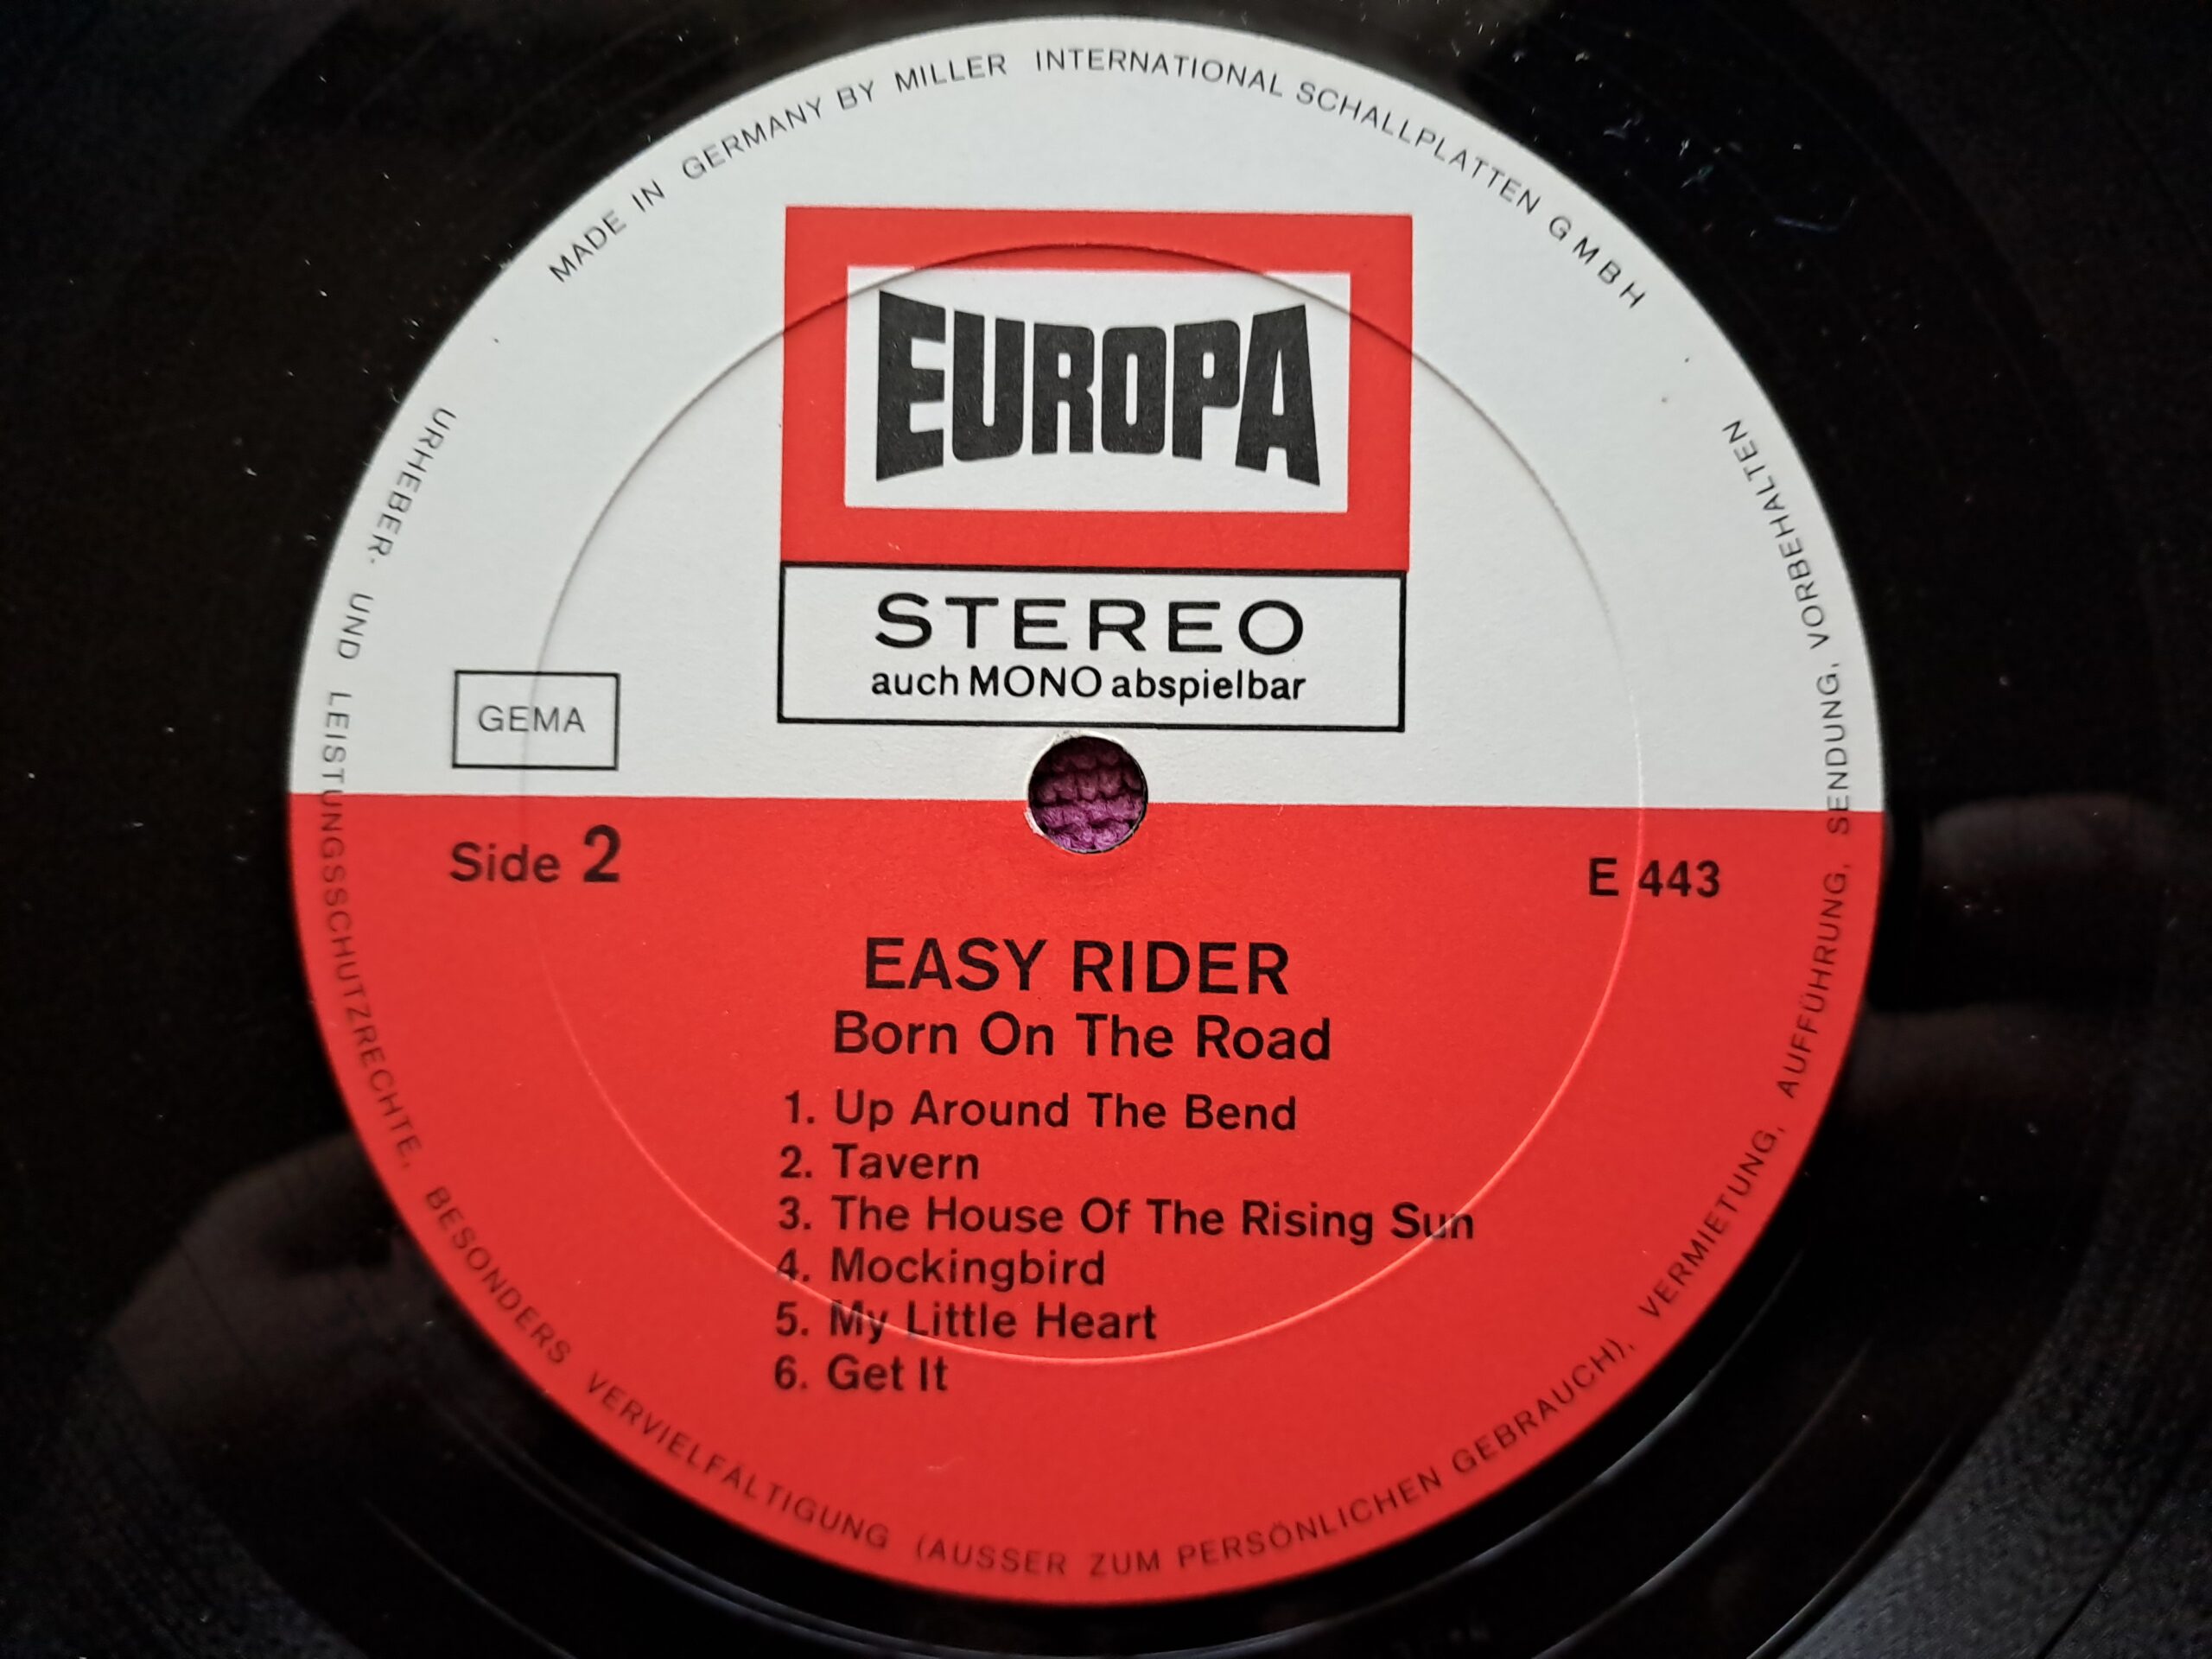 MADE IN GERMANY BY MILLER INTERNATIONAL SCHALLPLATTEN GMBH
EUROPA
STEREO
auch MONO abspielbar
GEMA
Side 2
E 443
EASY RIDER
Born On The Road
1. Up Around The Bend
2. Tavern
3. The House Of The Rising Sun
4. Mockingbird
5. My Little Heart
6. Get It
URHEBER- UND LEISTUNGSSCHUTZRECHTE, BESONDERS VERVIELFÄLTIGUNG (AUSSER ZUM PERSÖNLICHEN GEBRAUCH), VERMIETUNG, AUFFÜHRUNG, SENDUNG, VORBEHALTEN